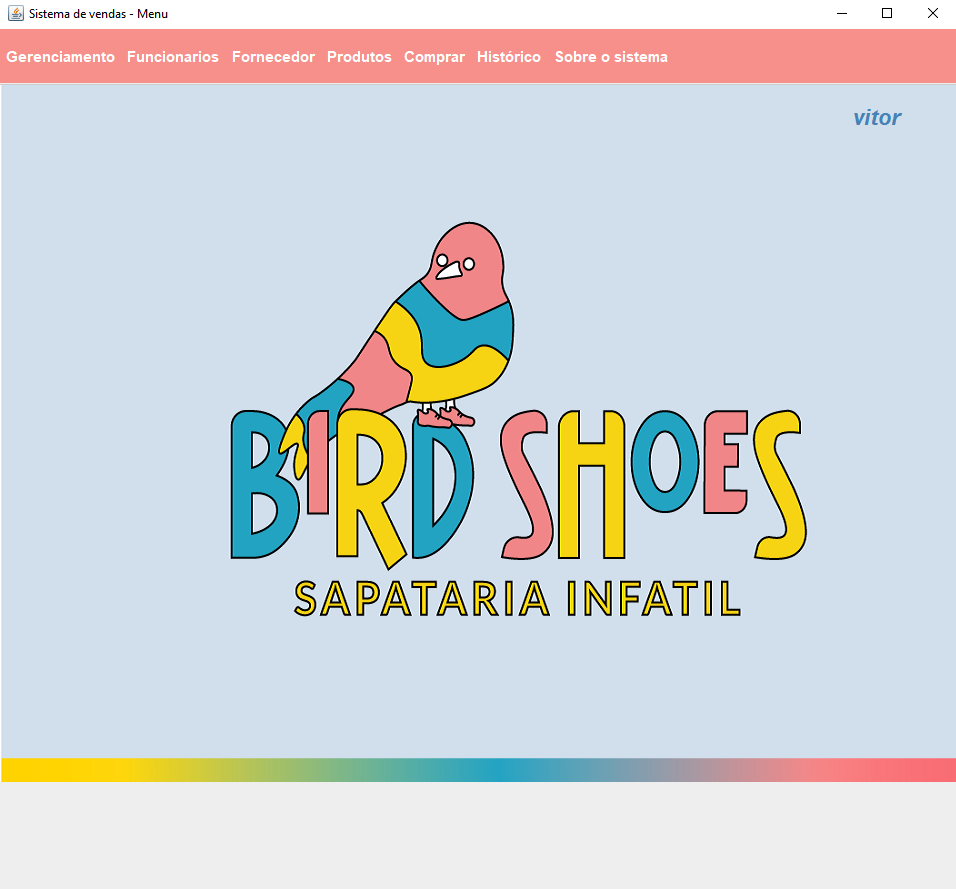 Sistema de vendas - Menu
Gerenciamento Funcionarios Fornecedor Produtos Comprar Histórico Sobre o sistema
vitor
BIRD SHOES
SAPATARIA INFATIL